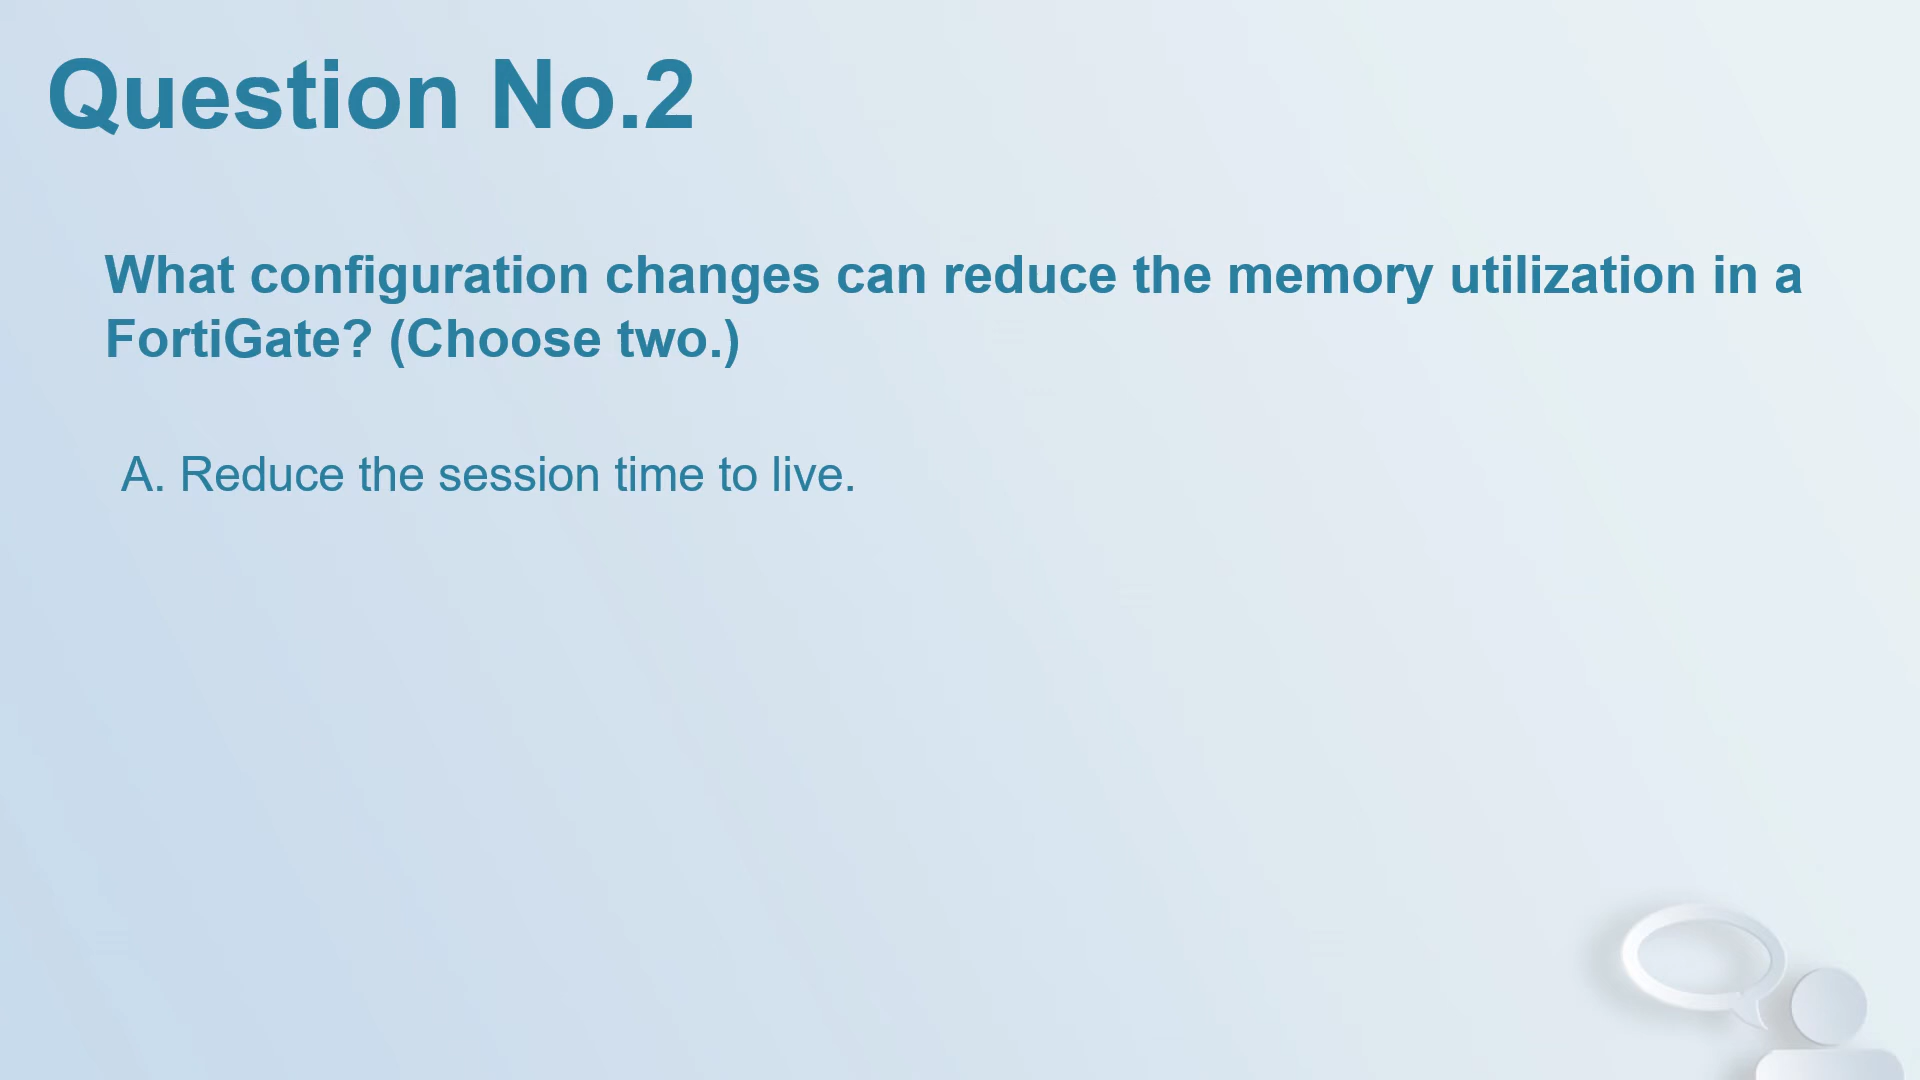 Question No.2
What configuration changes can reduce the memory utilization in a
FortiGate? (Choose two.)
A. Reduce the session time to live.